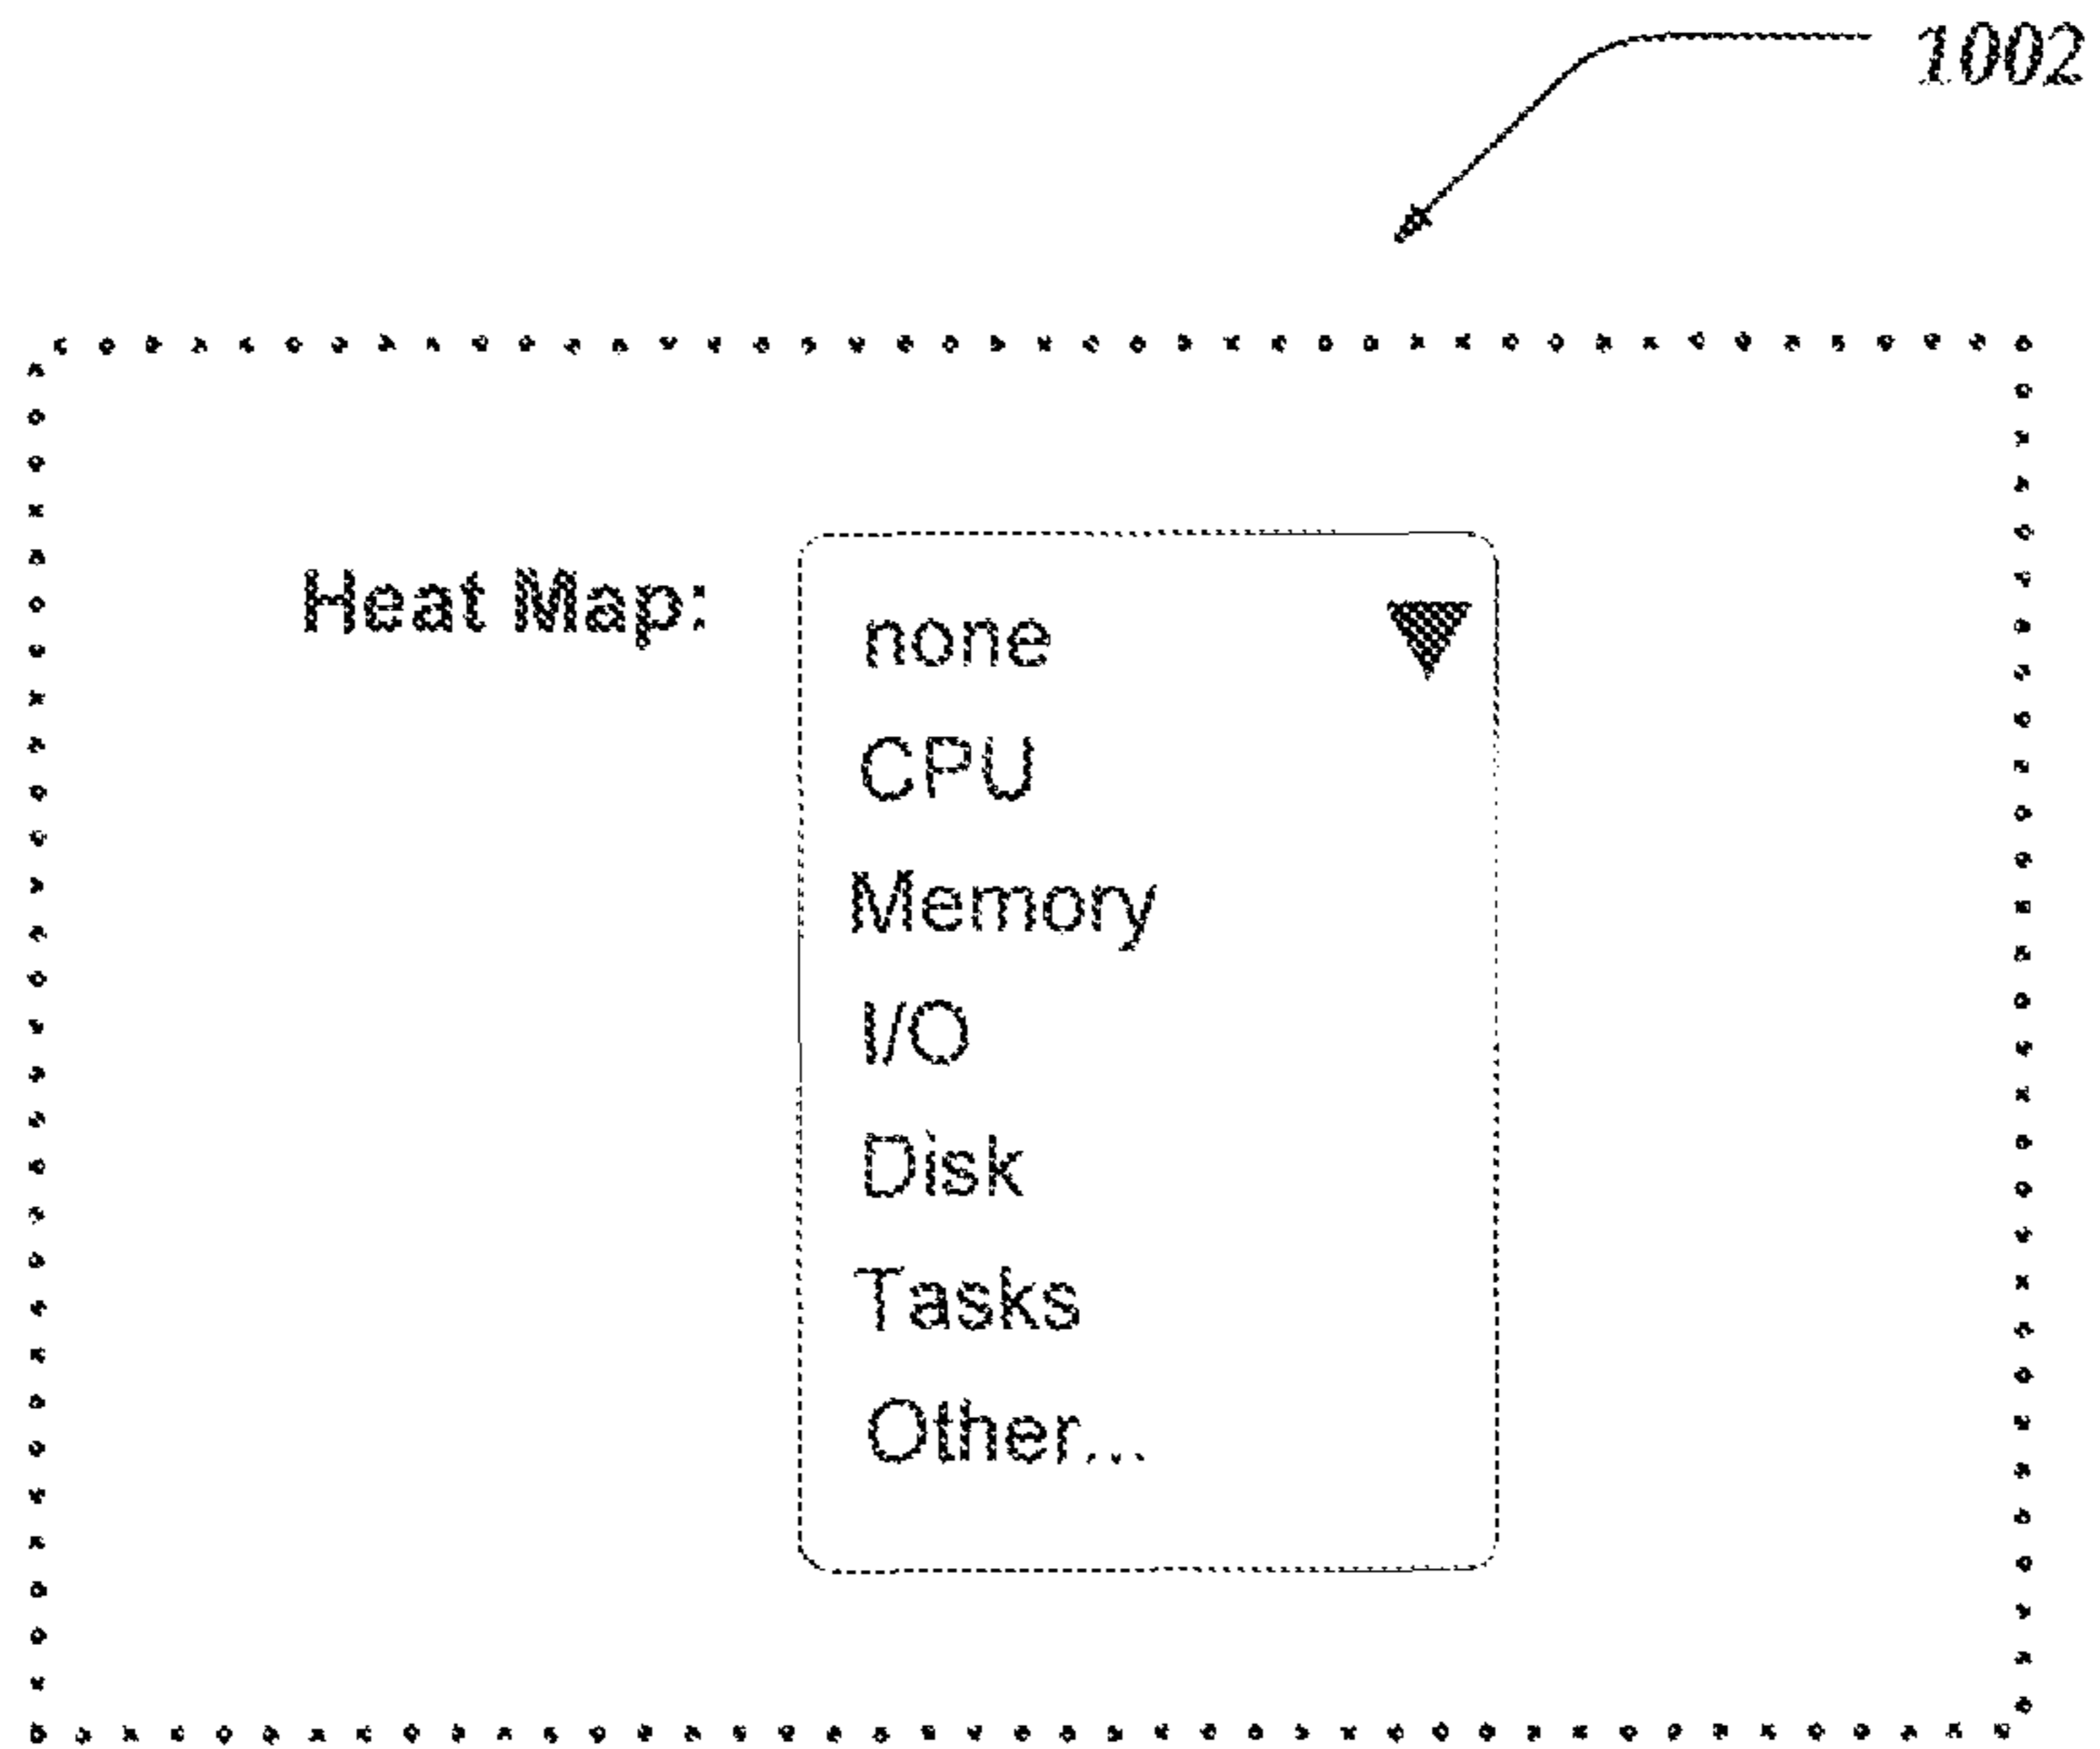 1002
Heat Map:
none
CPU
Memory
I/O
Disk
Tasks
Other...